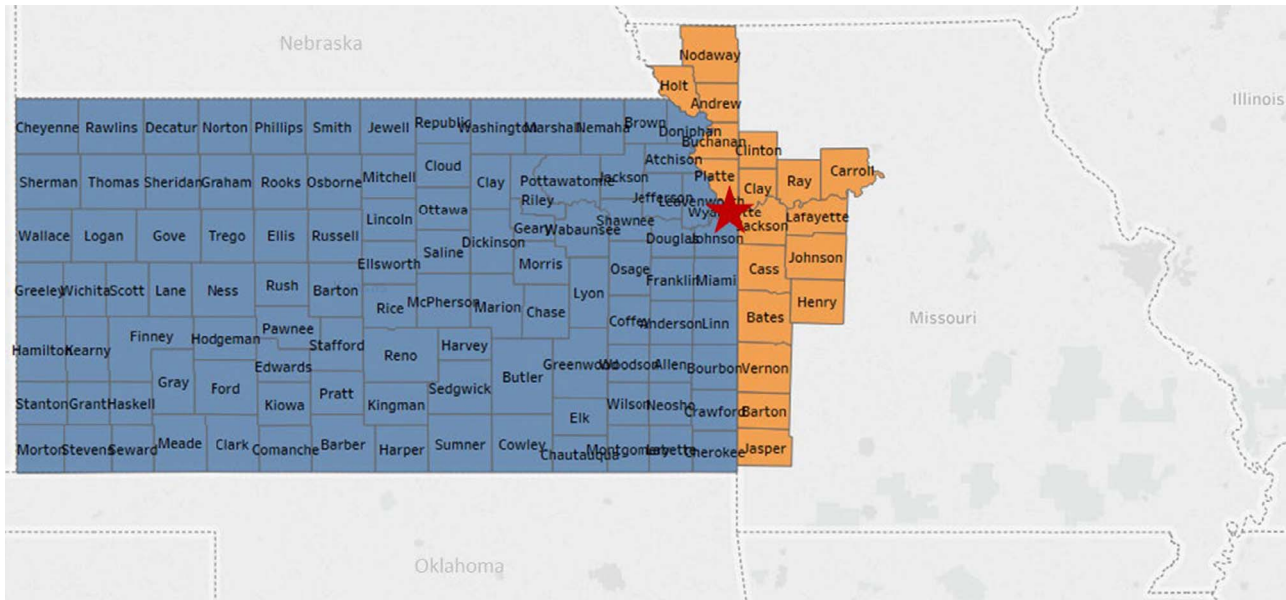 Nebraska
Nodaway
Holt
Andrew
Illinois
Cheyenne Rawlins Decatur Norton Phillips Smith Jewell Republic Washington Marshall Nemaha Brown Doniphan
Buchanan Clinton
Sherman Thomas Sheridan Graham Rooks Osborne Mitchell Cloud Clay Pottawatomie Jackson Atchison Platte Clay Ray Carroll
Riley Jefferson Leavenworth
Wallace Logan Gove Trego Ellis Russell Lincoln Ottawa Geary Wabaunsee Shawnee Wyandotte Jackson Lafayette
Saline Dickinson Douglas Johnson
Ellsworth Morris Osage Franklin Miami Cass Johnson
Greeley Wichita Scott Lane Ness Rush Barton Rice McPherson Marion Chase Lyon Henry
Hamilton Kearny Finney Hodgeman Pawnee Stafford Reno Harvey Coffey Anderson Linn Bates Missouri
Edwards
Gray Ford Kiowa Pratt Kingman Sedgwick Butler Greenwood Woodson Allen Bourbon Vernon
Stanton Grant Haskell Elk Wilson Neosho Crawford Barton
Morton Stevens Seward Meade Clark Comanche Barber Harper Sumner Cowley Chautauqua Montgomery Labette Cherokee Jasper
Oklahoma